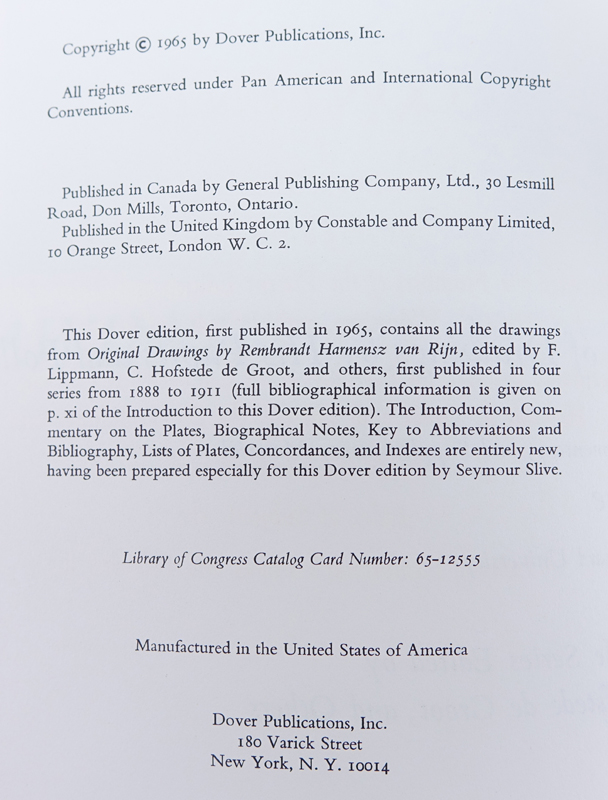 Copyright © 1965 by Dover Publications, Inc.
All rights reserved under Pan American and International Copyright
Conventions.
Published in Canada by General Publishing Company, Ltd., 30 Lesmill
Road, Don Mills, Toronto, Ontario.
Published in the United Kingdom by Constable and Company Limited,
10 Orange Street, London W. C. 2.
This Dover edition, first published in 1965, contains all the drawings
from Original Drawings by Rembrandt Harmensz van Rijn, edited by F.
Lippmann, C. Hofstede de Groot, and others, first published in four
series from 1888 to 1911 (full bibliographical information is given on
p. xi of the Introduction to this Dover edition). The Introduction, Com-
mentary on the Plates, Biographical Notes, Key to Abbreviations and
Bibliography, Lists of Plates, Concordances, and Indexes are entirely new,
having been prepared especially for this Dover edition by Seymour Slive.
Library of Congress Catalog Card Number: 65-12555
Manufactured in the United States of America
Dover Publications, Inc.
180 Varick Street
New York, N. Y. 10014